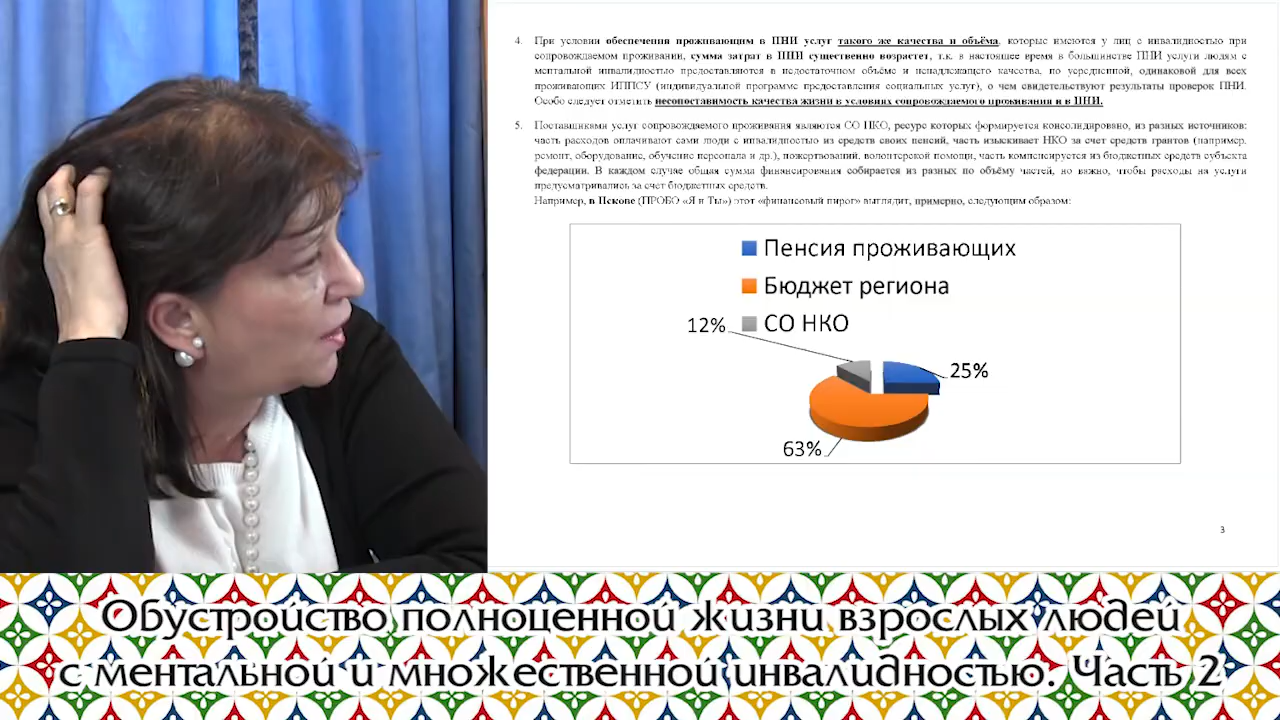 4. При условии обеспечения проживающим в ПНИ услуг такого же качества и объёма, которые имеются у лиц с инвалидностью при
сопровождаемом проживании, сумма затрат в ПНИ существенно возрастет, т.к. в настоящее время в большинстве ПНИ услуги людям с
ментальной инвалидностью предоставляются в недостаточном объёме и ненадлежащего качества, по усредненной, одинаковой для всех
проживающих ИППСУ (индивидуальной программе предоставления социальных услуг), о чем свидетельствуют результаты проверок ПНИ.
Особо следует отметить несопоставимость качества жизни в условиях сопровождаемого проживания и в ПНИ.
5. Поставщиками услуг сопровождаемого проживания являются СО НКО, ресурс которых формируется консолидировано, из разных источников:
часть расходов оплачивают сами люди с инвалидностью из средств своих пенсий, часть изыскивает НКО за счет средств грантов (например,
ремонт, оборудование, обучение персонала и др.), пожертвований, волонтерской помощи, часть компенсируется из бюджетных средств субъекта
федерации. В каждом случае общая сумма финансирования собирается из разных по объёму частей, но важно, чтобы расходы на услуги
предусматривались за счет бюджетных средств.
Например, в Пскове (ПРОБО «Я и Ты») этот «финансовый пирог» выглядит, примерно, следующим образом:
Пенсия проживающих
Бюджет региона
СО НКО
12%
25%
63%
3
Обустройство полноценной жизни взрослых людей
с ментальной и множественной инвалидностью. Часть 2